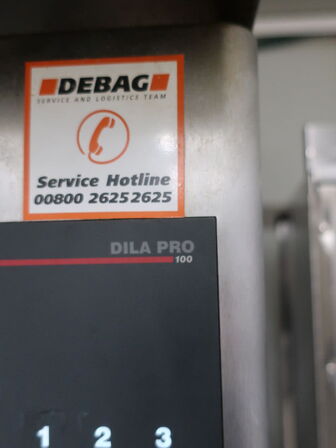 DEBAG
SERVICE AND LOGISTICS TEAM
Service Hotline
00800 26252625
DILA PRO
100
1 2 3